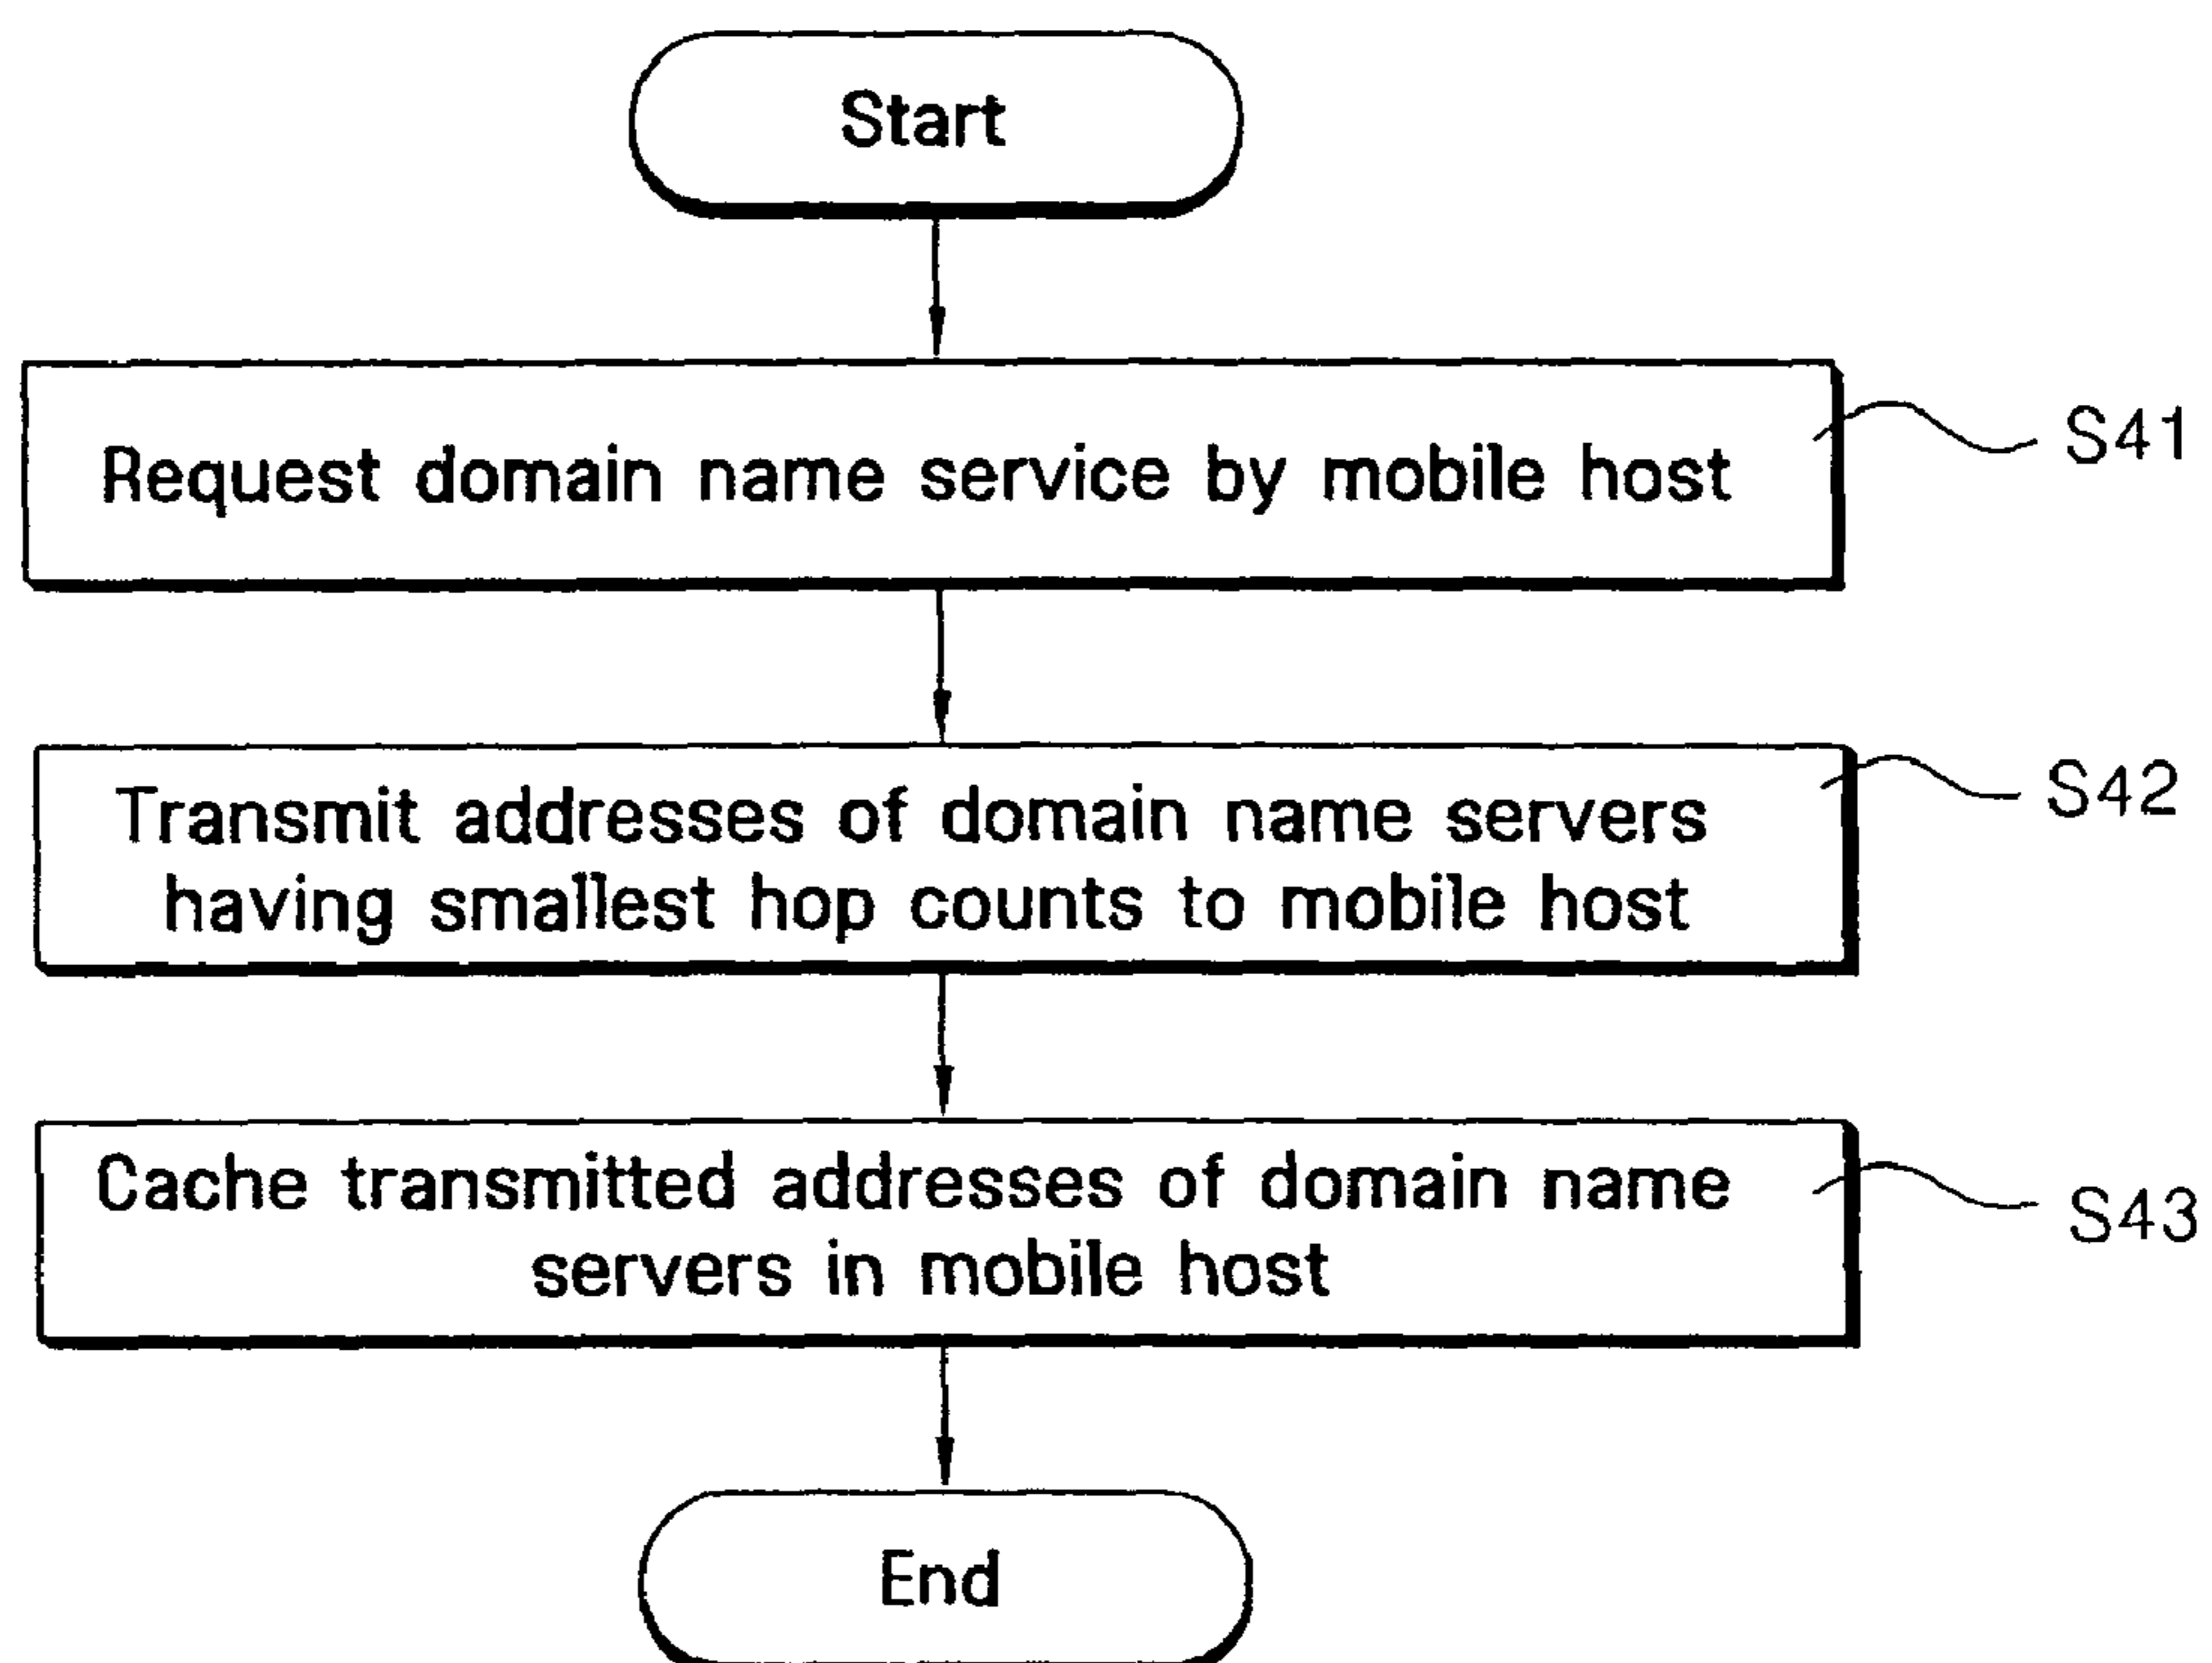 Start
Request domain name service by mobile host
S41
Transmit addresses of domain name servers
having smallest hop counts to mobile host
S42
Cache transmitted addresses of domain name
servers in mobile host
S43
End